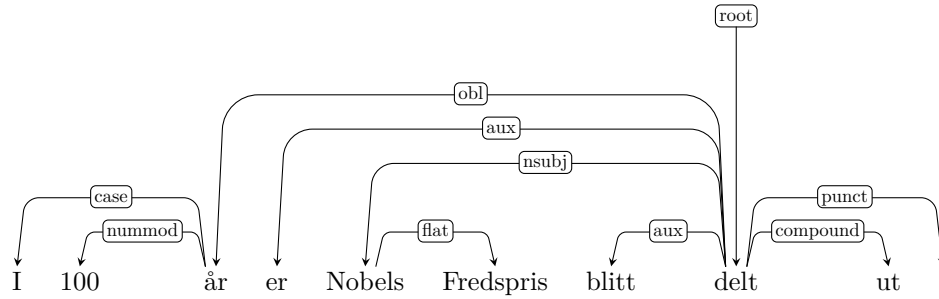 root
obl
aux
nsubj
case punct
nummod flat aux compound
I 100 år er Nobels Fredspris blitt delt ut